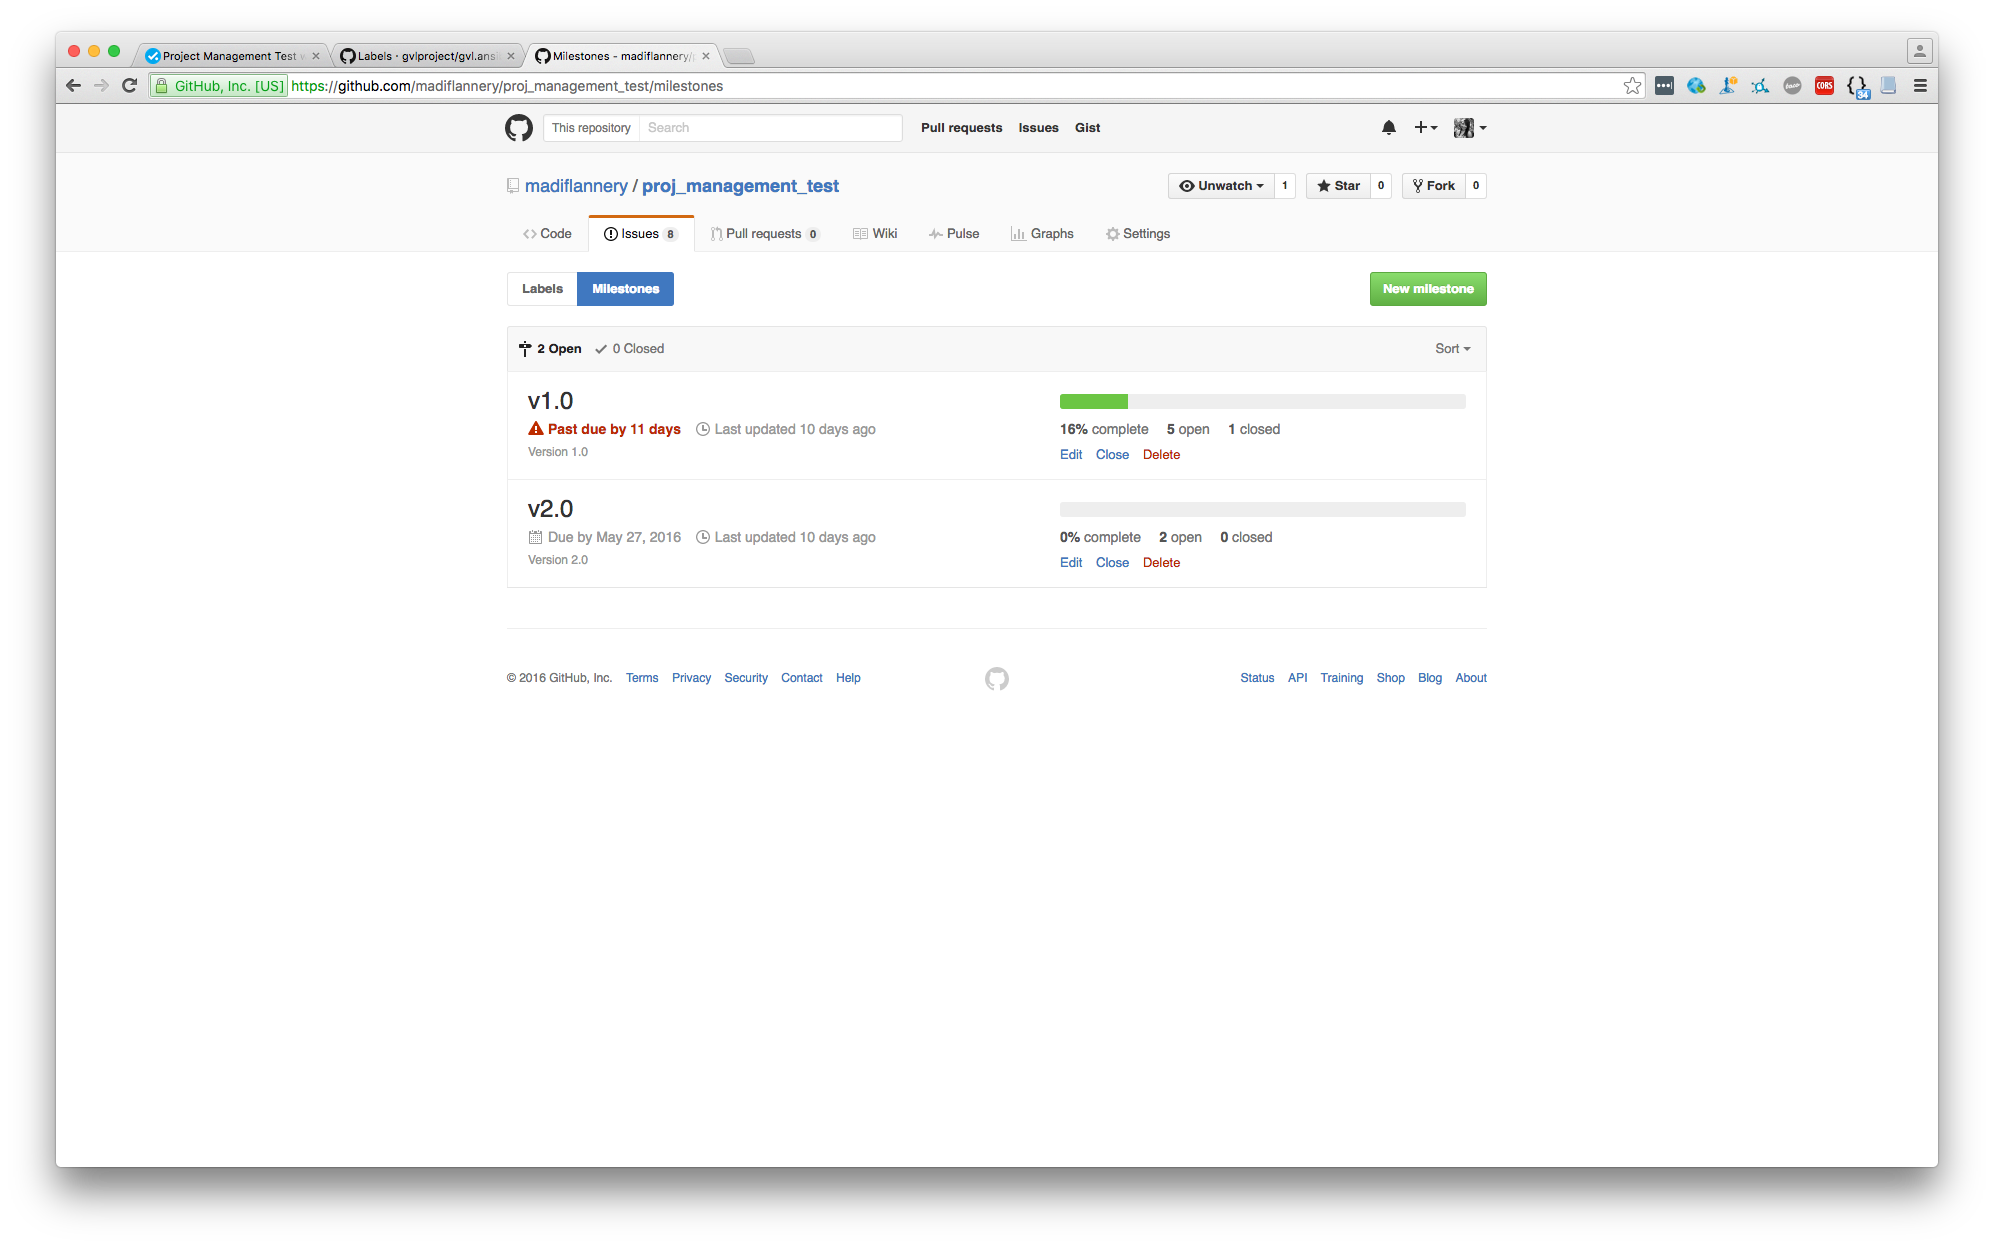 Project Management Test
Labels · gvlproject/gvl.ansi
Milestones - madiflannery/
GitHub, Inc. [US] https://github.com/madiflannery/proj_management_test/milestones
CORS
34
This repository Search Pull requests Issues Gist
madiflannery / proj_management_test Unwatch 1 Star 0 Fork 0
Code Issues 8 Pull requests 0 Wiki Pulse Graphs Settings
Labels Milestones New milestone
2 Open 0 Closed Sort
v1.0
Past due by 11 days Last updated 10 days ago
Version 1.0
16% complete 5 open 1 closed
Edit Close Delete
v2.0
Due by May 27, 2016 Last updated 10 days ago
Version 2.0
0% complete 2 open 0 closed
Edit Close Delete
© 2016 GitHub, Inc. Terms Privacy Security Contact Help Status API Training Shop Blog About